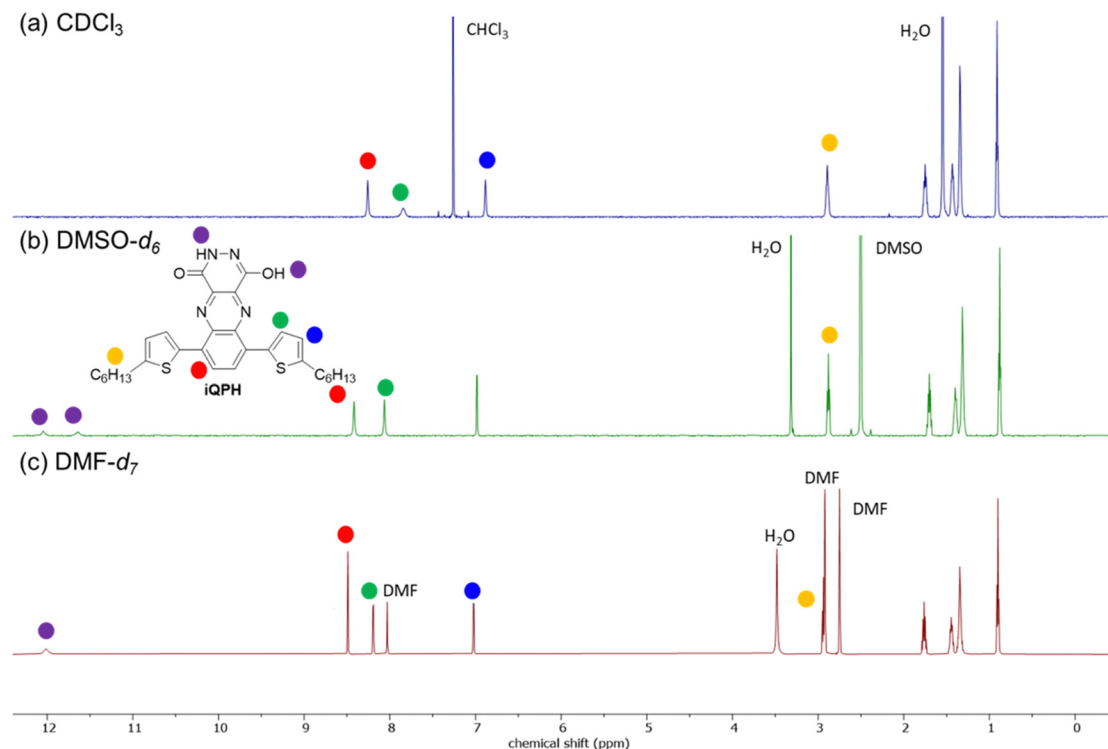 (a) CDCl3
CHCl3
H2O
(b) DMSO-d6
H2O
DMSO
HN
N
O
OH
N
N
S
S
C6H13
C6H13
iQPH
(c) DMF-d7
DMF
DMF
H2O
DMF
12 11 10 9 8 7 6 5 4 3 2 1 0
chemical shift (ppm)